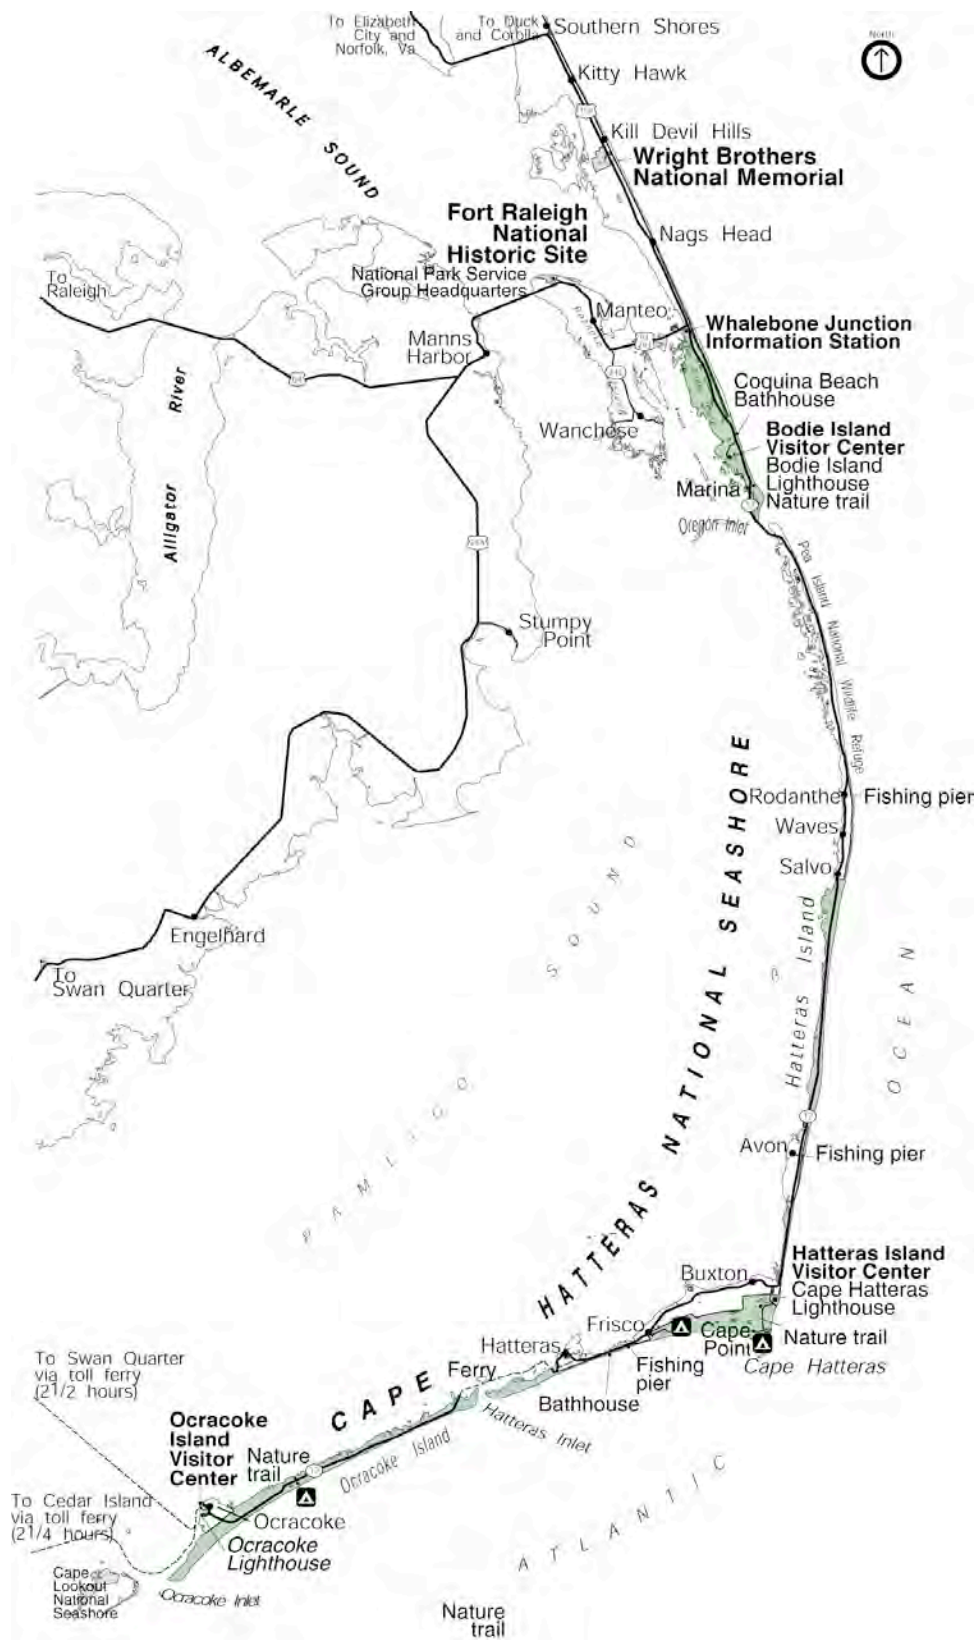 To Elizabeth
City and
Norfolk, Va
To Duck
and Corolla
Southern Shores
North
Kitty Hawk
ALBEMARLE SOUND
Kill Devil Hills
Wright Brothers
National Memorial
Fort Raleigh
National
Historic Site
Nags Head
National Park Service
Group Headquarters
To
Raleigh
Manteo
Manns
Harbor
Whalebone Junction
Information Station
Alligator River
Coquina Beach
Bathhouse
Wanchese
Bodie Island
Visitor Center
Bodie Island
Lighthouse
Nature trail
Marina
Oregon Inlet
Pea Island National Wildlife Refuge
Stumpy
Point
Rodanthe
Fishing pier
Waves
Salvo
Engelhard
To
Swan Quarter
PAMLICO SOUND
CAPE HATTERAS NATIONAL SEASHORE
Hatteras Island
ATLANTIC OCEAN
Avon
Fishing pier
Hatteras Island
Visitor Center
Cape Hatteras
Lighthouse
Nature trail
Buxton
Frisco
Cape
Point
Cape Hatteras
Hatteras
Fishing
pier
Bathhouse
Ferry
Hatteras Inlet
To Swan Quarter
via toll ferry
(2 1/2 hours)
Ocracoke
Island
Visitor
Center
Nature
trail
Ocracoke Island
To Cedar Island
via toll ferry
(2 1/4 hours)
Ocracoke
Ocracoke
Lighthouse
Cape
Lookout
National
Seashore
Ocracoke Inlet
Nature
trail